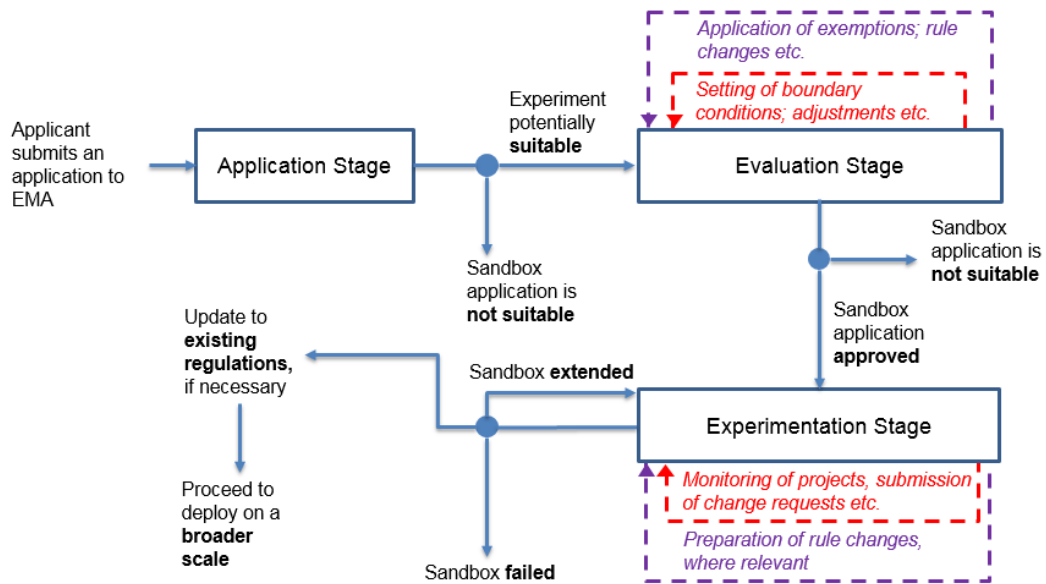 Applicant
submits an
application to
EMA
Application Stage
Experiment
potentially
suitable
Sandbox
application is
not suitable
Application of exemptions; rule
changes etc.
Setting of boundary
conditions; adjustments etc.
Evaluation Stage
Sandbox
application is
not suitable
Sandbox
application
approved
Experimentation Stage
Monitoring of projects, submission
of change requests etc.
Preparation of rule changes,
where relevant
Sandbox extended
Sandbox failed
Update to
existing
regulations,
if necessary
Proceed to
deploy on a
broader
scale